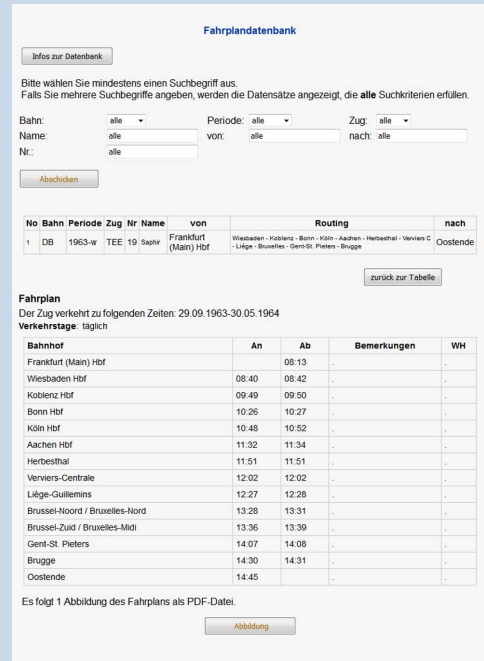 Fahrplandatenbank
Infos zur Datenbank
Bitte wählen Sie mindestens einen Suchbegriff aus.
Falls Sie mehrere Suchbegriffe angeben, werden die Datensätze angezeigt, die alle Suchkriterien erfüllen.
Bahn: alle Periode: alle Zug: alle
Name: alle von: alle nach: alle
Nr.: alle
Abschicken
No Bahn Periode Zug Nr Name von Routing nach
1 DB 1963-w TEE 19 Saphir Frankfurt (Main) Hbf Wiesbaden - Koblenz - Bonn - Köln - Aachen - Herbesthal - Verviers C - Liège - Bruxelles - Gent-St. Pieters - Brugge Oostende
zurück zur Tabelle
Fahrplan
Der Zug verkehrt zu folgenden Zeiten: 29.09.1963-30.05.1964
Verkehrstage: täglich
Bahnhof An Ab Bemerkungen WH
Frankfurt (Main) Hbf 08:13 . .
Wiesbaden Hbf 08:40 08:42 . .
Koblenz Hbf 09:49 09:50 . .
Bonn Hbf 10:26 10:27 . .
Köln Hbf 10:48 10:52 . .
Aachen Hbf 11:32 11:34 . .
Herbesthal 11:51 11:51 . .
Verviers-Centrale 12:02 12:02 . .
Liège-Guillemins 12:27 12:28 . .
Brussel-Noord / Bruxelles-Nord 13:28 13:31 . .
Brussel-Zuid / Bruxelles-Midi 13:36 13:39 . .
Gent-St. Pieters 14:07 14:08 . .
Brugge 14:30 14:31 . .
Oostende 14:45 . .
Es folgt 1 Abbildung des Fahrplans als PDF-Datei.
Abbildung